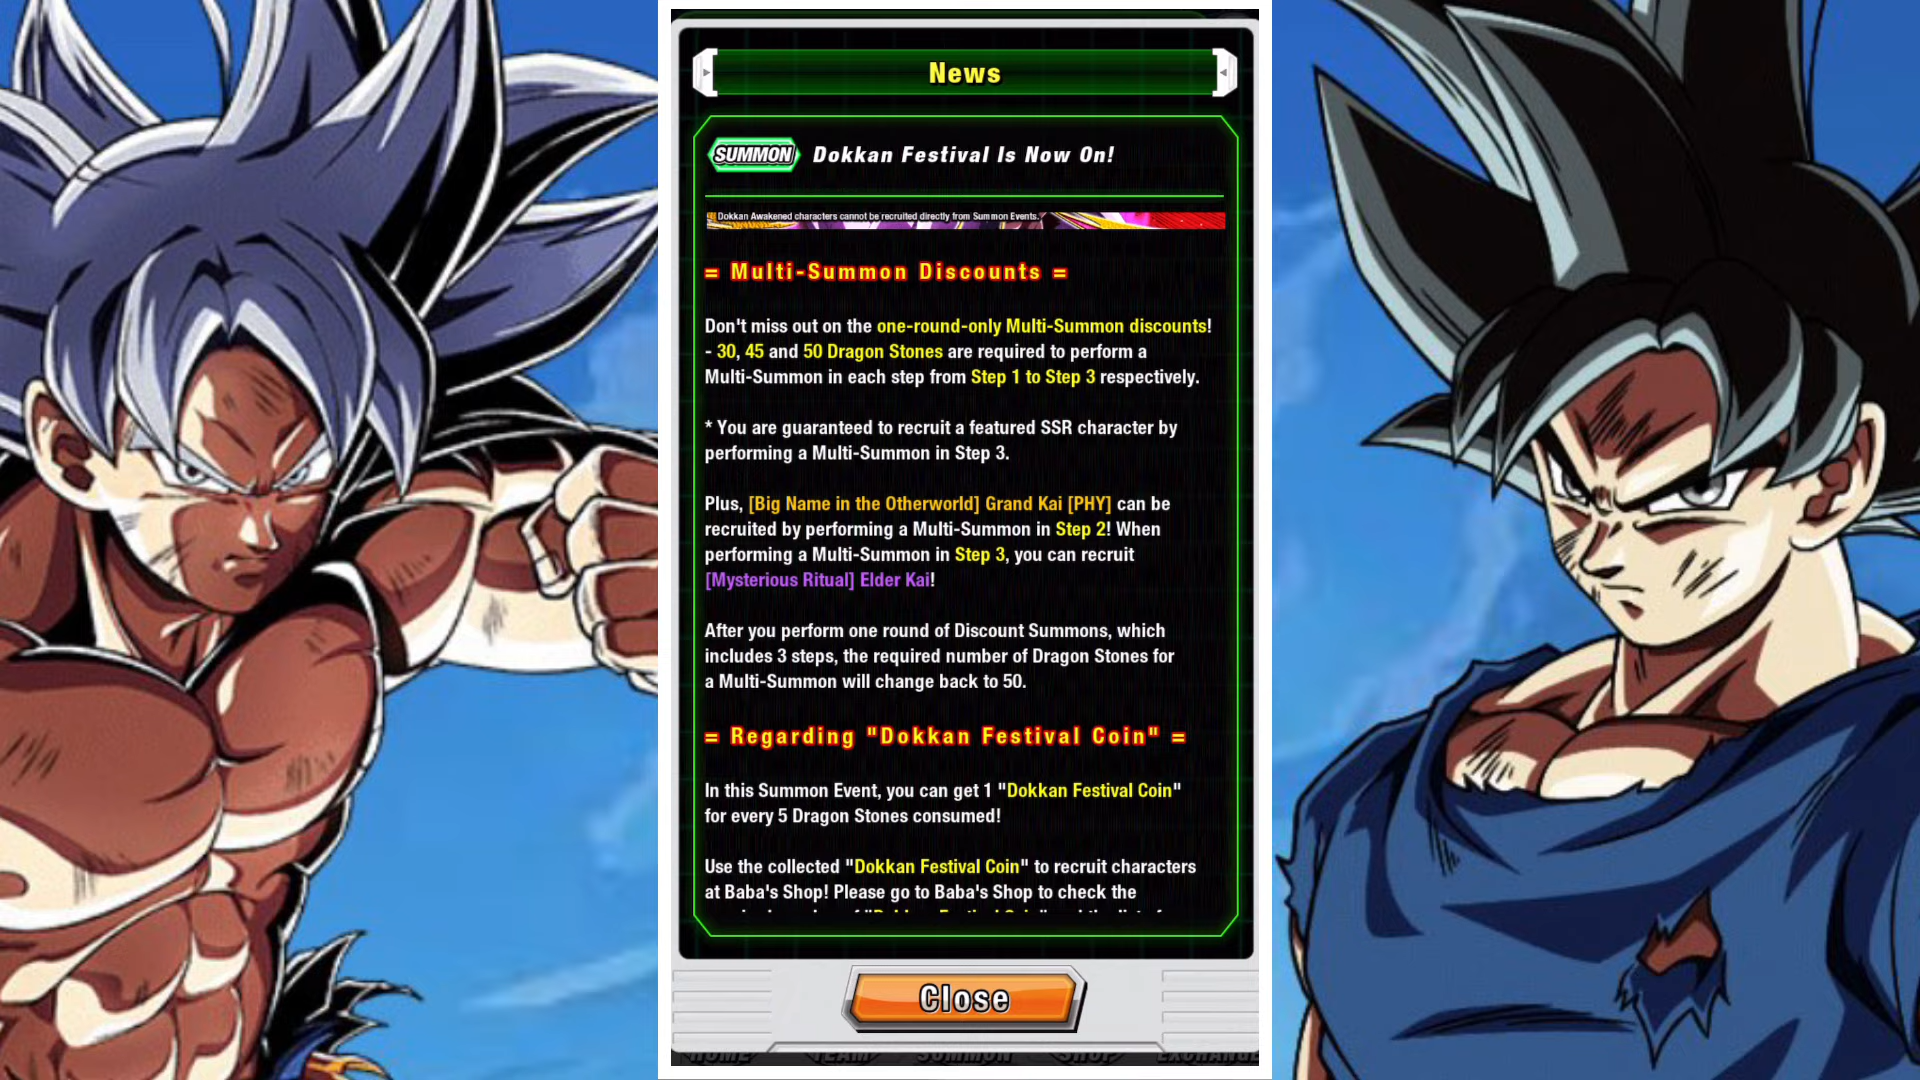 News
SUMMON Dokkan Festival Is Now On!
Dokkan Awakened characters cannot be recruited directly from Summon Events.
= Multi-Summon Discounts =
Don't miss out on the one-round-only Multi-Summon discounts!
- 30, 45 and 50 Dragon Stones are required to perform a
Multi-Summon in each step from Step 1 to Step 3 respectively.
* You are guaranteed to recruit a featured SSR character by
performing a Multi-Summon in Step 3.
Plus, [Big Name in the Otherworld] Grand Kai [PHY] can be
recruited by performing a Multi-Summon in Step 2! When
performing a Multi-Summon in Step 3, you can recruit
[Mysterious Ritual] Elder Kai!
After you perform one round of Discount Summons, which
includes 3 steps, the required number of Dragon Stones for
a Multi-Summon will change back to 50.
= Regarding "Dokkan Festival Coin" =
In this Summon Event, you can get 1 "Dokkan Festival Coin"
for every 5 Dragon Stones consumed!
Use the collected "Dokkan Festival Coin" to recruit characters
at Baba's Shop! Please go to Baba's Shop to check the
Close
HOME TEAM SUMMON SHOP EXCHANGE